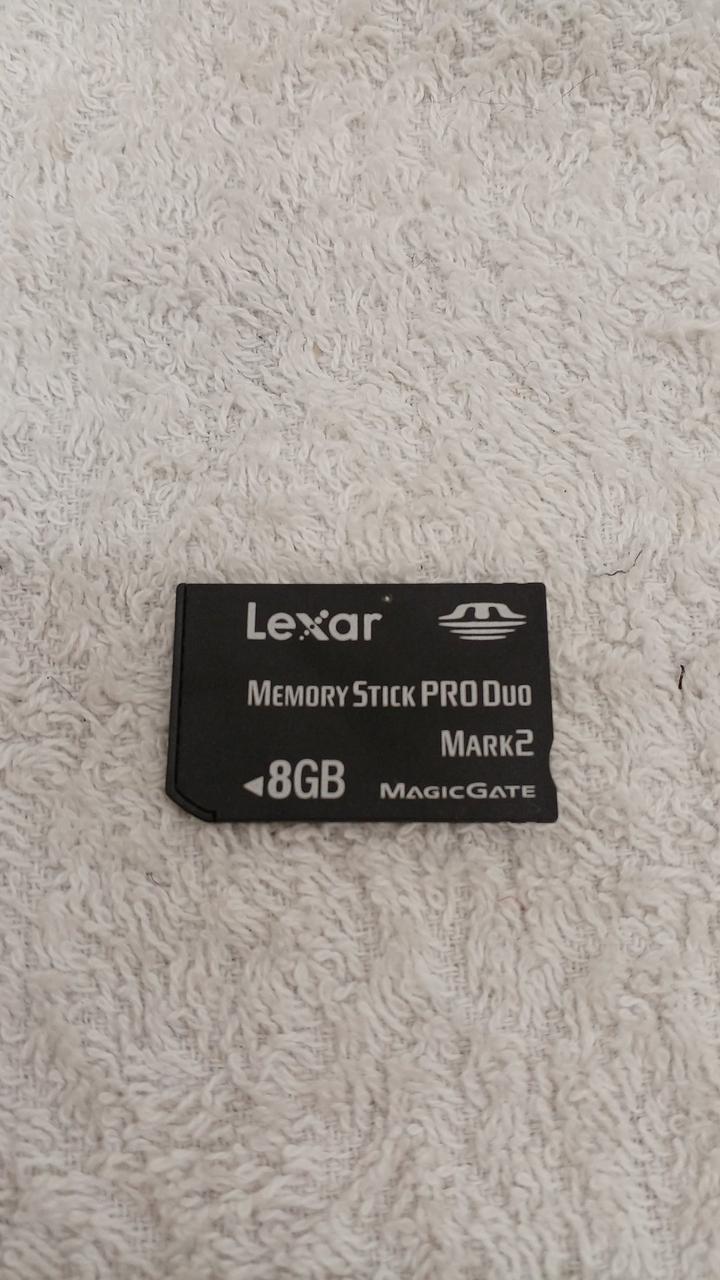 Lexar
MEMORY STICK PRO DUO
MARK2
◄8GB MAGICGATE